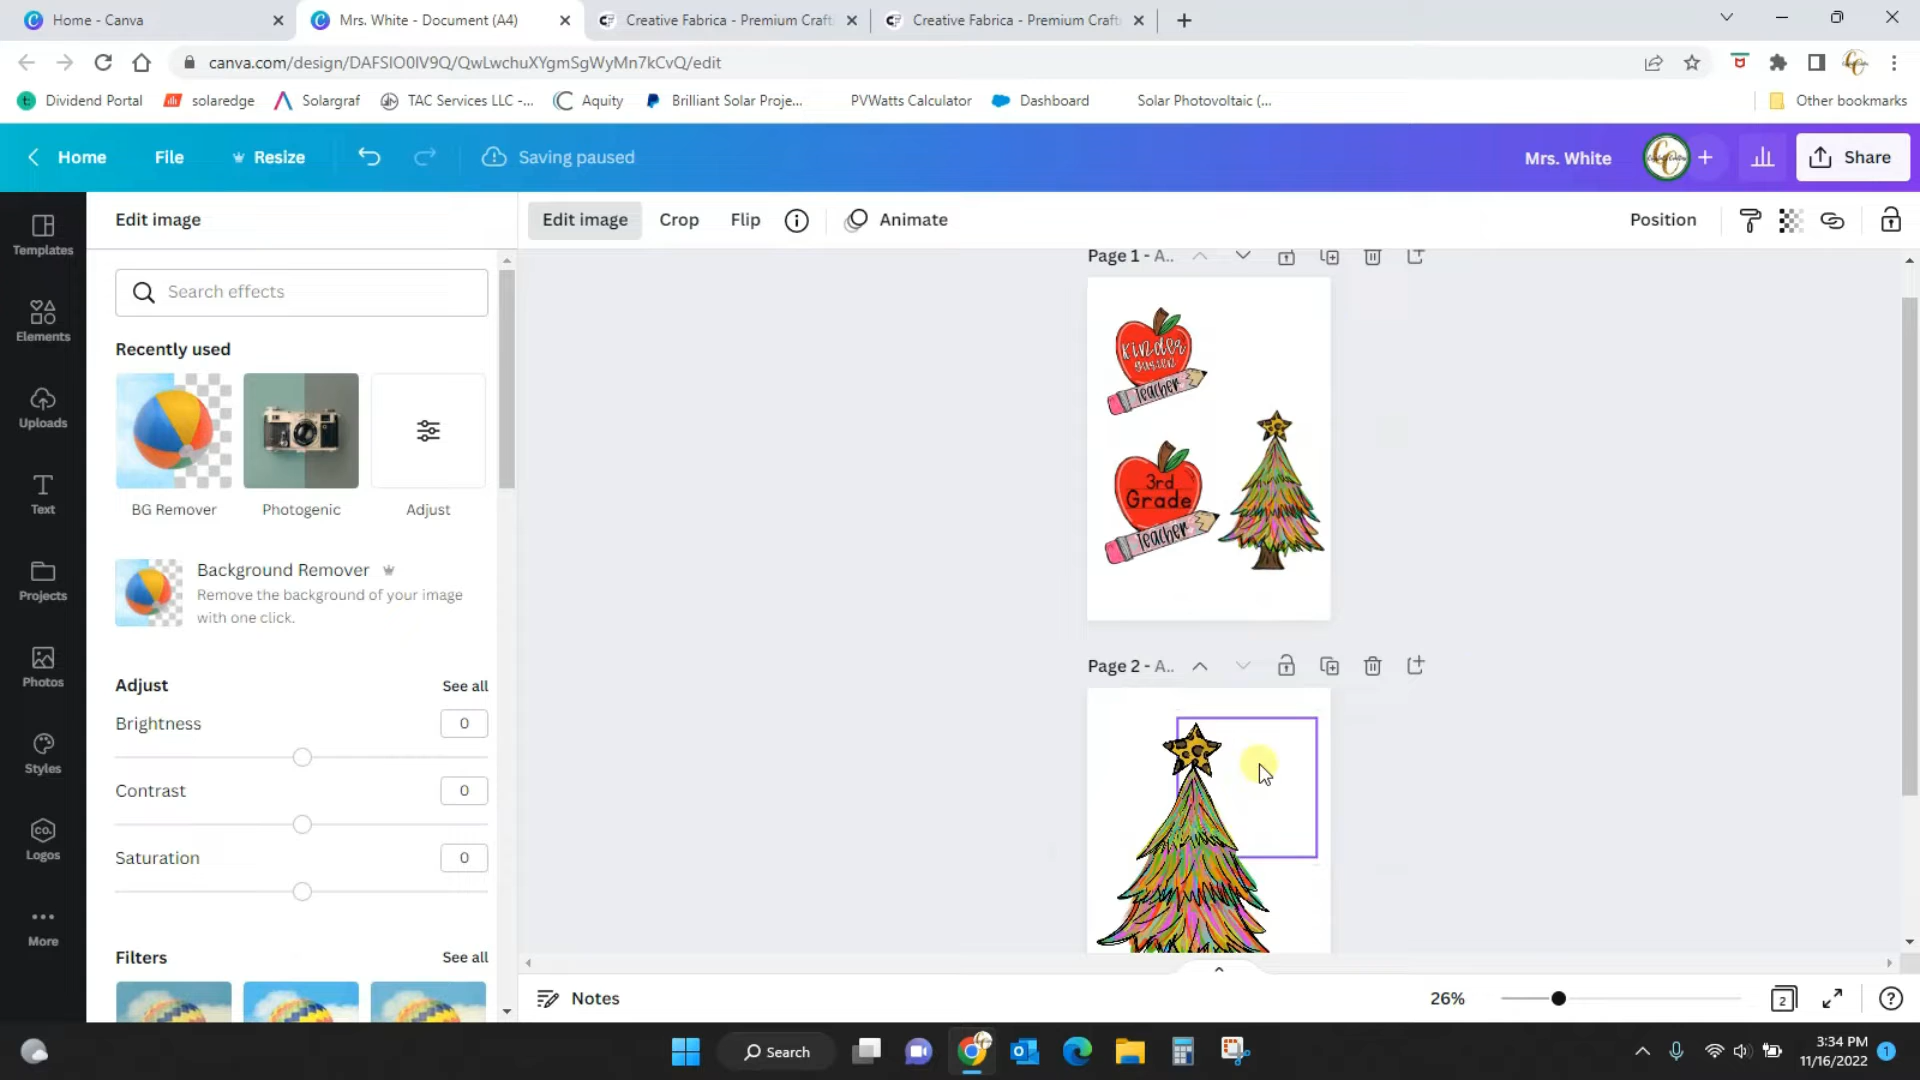 Home - Canva
Mrs. White - Document (A4)
Creative Fabrica - Premium Craft
Creative Fabrica - Premium Craft
canva.com/design/DAFSIO0IV9Q/QwLwchuXYgmSgWyMn7kCvQ/edit
Dividend Portal
solaredge
Solargraf
TAC Services LLC -...
Aquity
Brilliant Solar Proje...
PVWatts Calculator
Dashboard
Solar Photovoltaic (...
Other bookmarks
Home
File
Resize
Saving paused
Mrs. White
Share
Templates
Elements
Uploads
Text
Projects
Photos
Styles
Logos
More
Edit image
Search effects
Recently used
BG Remover
Photogenic
Adjust
Background Remover
Remove the background of your image
with one click.
Adjust
See all
Brightness
0
Contrast
0
Saturation
0
Filters
See all
Edit image
Crop
Flip
Animate
Position
Page 1 - A..
Kinder
garten
Teacher
3rd
Grade
Teacher
Page 2 - A..
Notes
26%
2
Search
3:34 PM
11/16/2022
1